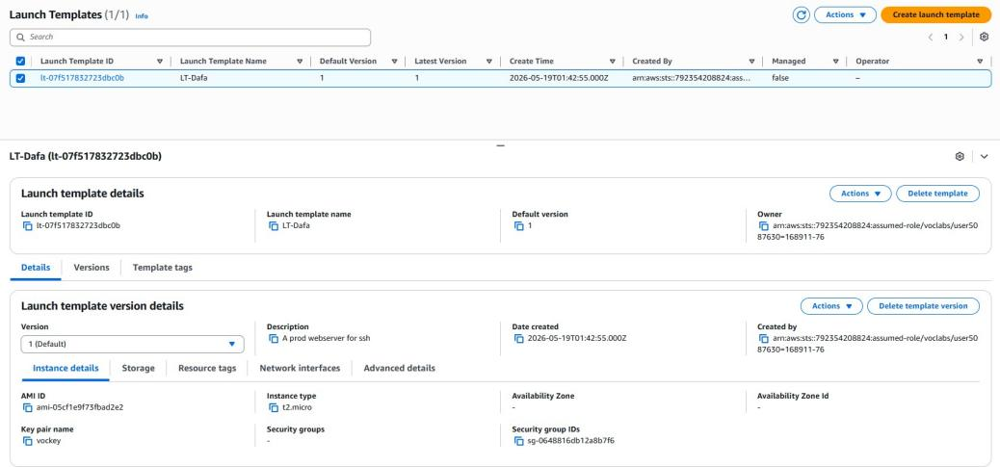 Launch Templates (1/1) Info
Actions
Create launch template
Search
1
Launch Template ID Launch Template Name Default Version Latest Version Create Time Created By Managed Operator
lt-07f517832723dbc0b LT-Dafa 1 1 2026-05-19T01:42:55.000Z arn:aws:sts::792354208824:ass... false –
LT-Dafa (lt-07f517832723dbc0b)
Launch template details
Actions
Delete template
Launch template ID Launch template name Default version Owner
lt-07f517832723dbc0b LT-Dafa 1 arn:aws:sts::792354208824:assumed-role/voclabs/user50
87630=168911-76
Details Versions Template tags
Launch template version details
Actions
Delete template version
Version Description Date created Created by
1 (Default) A prod webserver for ssh 2026-05-19T01:42:55.000Z arn:aws:sts::792354208824:assumed-role/voclabs/user50
87630=168911-76
Instance details Storage Resource tags Network interfaces Advanced details
AMI ID Instance type Availability Zone Availability Zone Id
ami-05cf1e9f73fbad2e2 t2.micro - -
Key pair name Security groups Security group IDs
vockey - sg-0648816db12a8b7f6